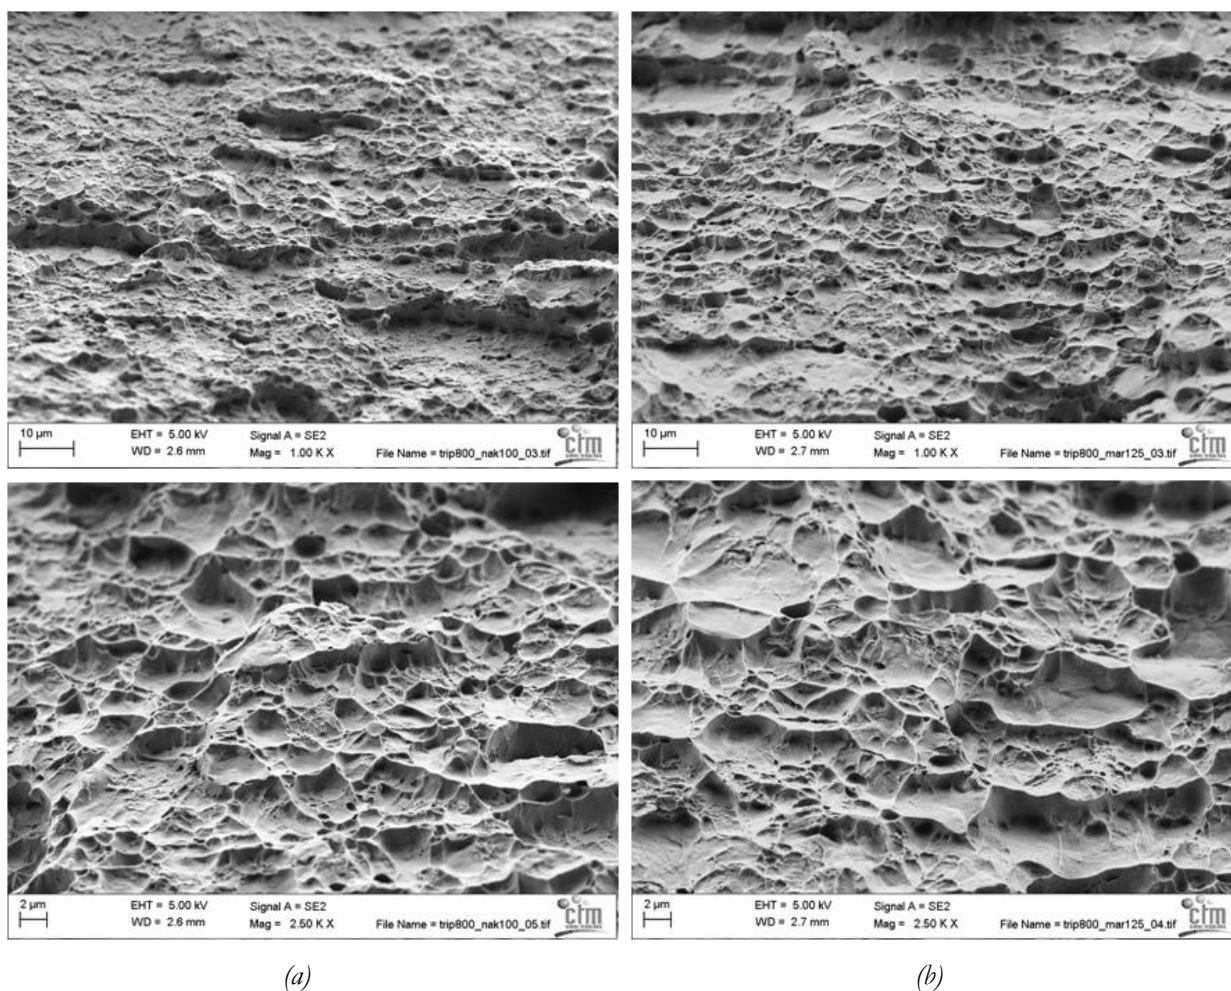 10 µm
EHT = 5.00 kV
Signal A = SE2
WD = 2.6 mm
Mag = 1.00 K X
File Name = trip800_nak100_03.tif
ctm
10 µm
EHT = 5.00 kV
Signal A = SE2
WD = 2.7 mm
Mag = 1.00 K X
File Name = trip800_mar125_03.tif
ctm
2 µm
EHT = 5.00 kV
Signal A = SE2
WD = 2.6 mm
Mag = 2.50 K X
File Name = trip800_nak100_05.tif
ctm
2 µm
EHT = 5.00 kV
Signal A = SE2
WD = 2.7 mm
Mag = 2.50 K X
File Name = trip800_mar125_04.tif
ctm
(a)
(b)